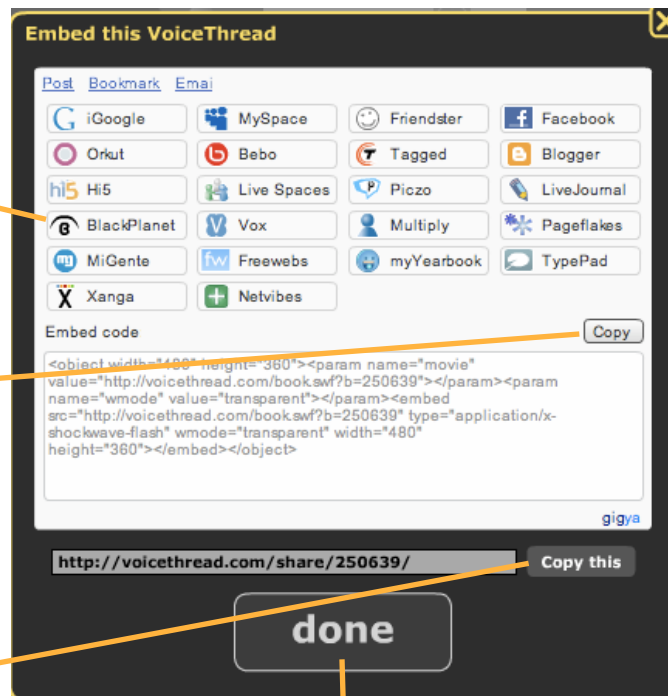 Embed this VoiceThread
Post Bookmark Emai
iGoogle MySpace Friendster Facebook
Orkut Bebo Tagged Blogger
hi5 Hi5 Live Spaces Piczo LiveJournal
BlackPlanet Vox Multiply Pageflakes
MiGente Freewebs myYearbook TypePad
Xanga Netvibes
Embed code Copy
<object width="480" height="360"><param name="movie"
value="http://voicethread.com/book.swf?b=250639"></param><param
name="wmode" value="transparent"></param><embed
src="http://voicethread.com/book.swf?b=250639" type="application/x-
shockwave-flash" wmode="transparent" width="480"
height="360"></embed></object>
gigya
http://voicethread.com/share/250639/ Copy this
done